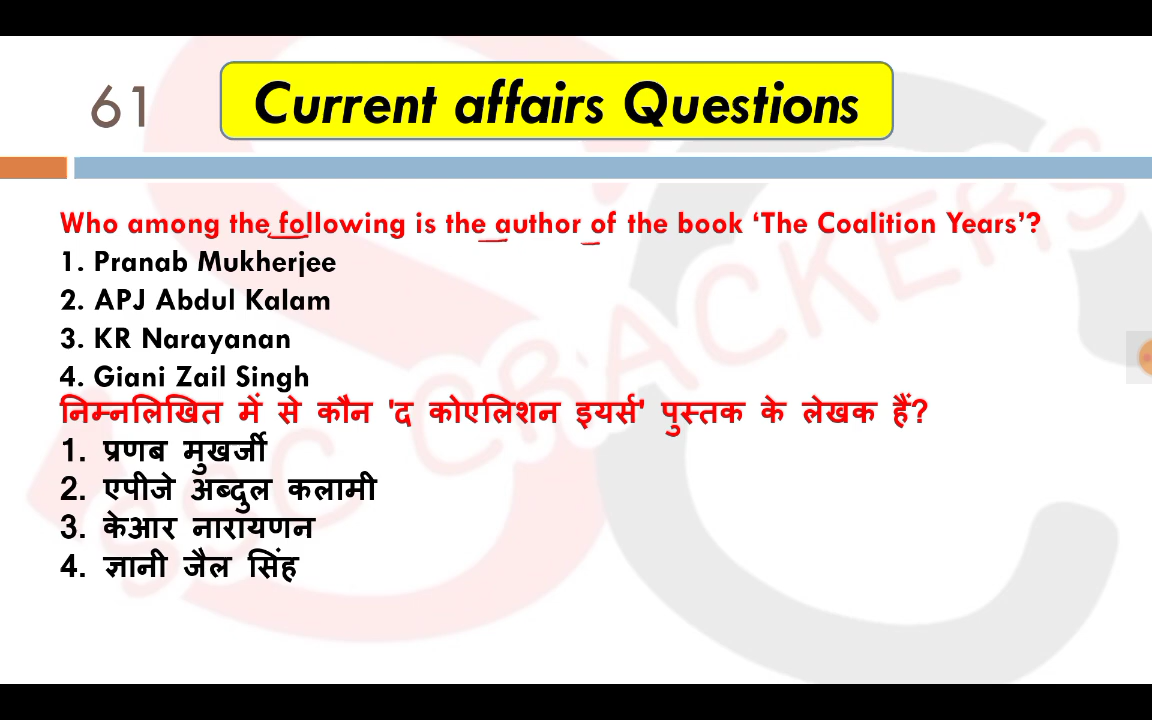 61
Current affairs Questions
Who among the following is the author of the book ‘The Coalition Years’?
1. Pranab Mukherjee
2. APJ Abdul Kalam
3. KR Narayanan
4. Giani Zail Singh
निम्नलिखित में से कौन 'द कोएलिशन इयर्स' पुस्तक के लेखक हैं?
1. प्रणब मुखर्जी
2. एपीजे अब्दुल कलामी
3. केआर नारायणन
4. ज्ञानी जैल सिंह
SSC CRACKERS